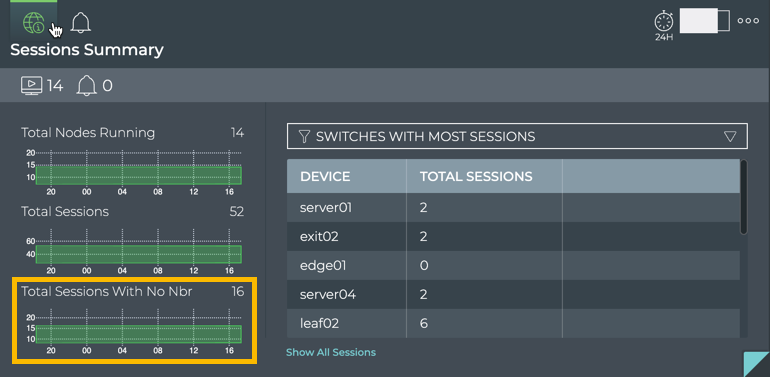 24H
Sessions Summary
14 0
Total Nodes Running 14
20
15
10
20 00 04 08 12 16
Total Sessions 52
60
40
20 00 04 08 12 16
Total Sessions With No Nbr 16
20
15
10
20 00 04 08 12 16
SWITCHES WITH MOST SESSIONS
DEVICE TOTAL SESSIONS
server01 2
exit02 2
edge01 0
server04 2
leaf02 6
Show All Sessions